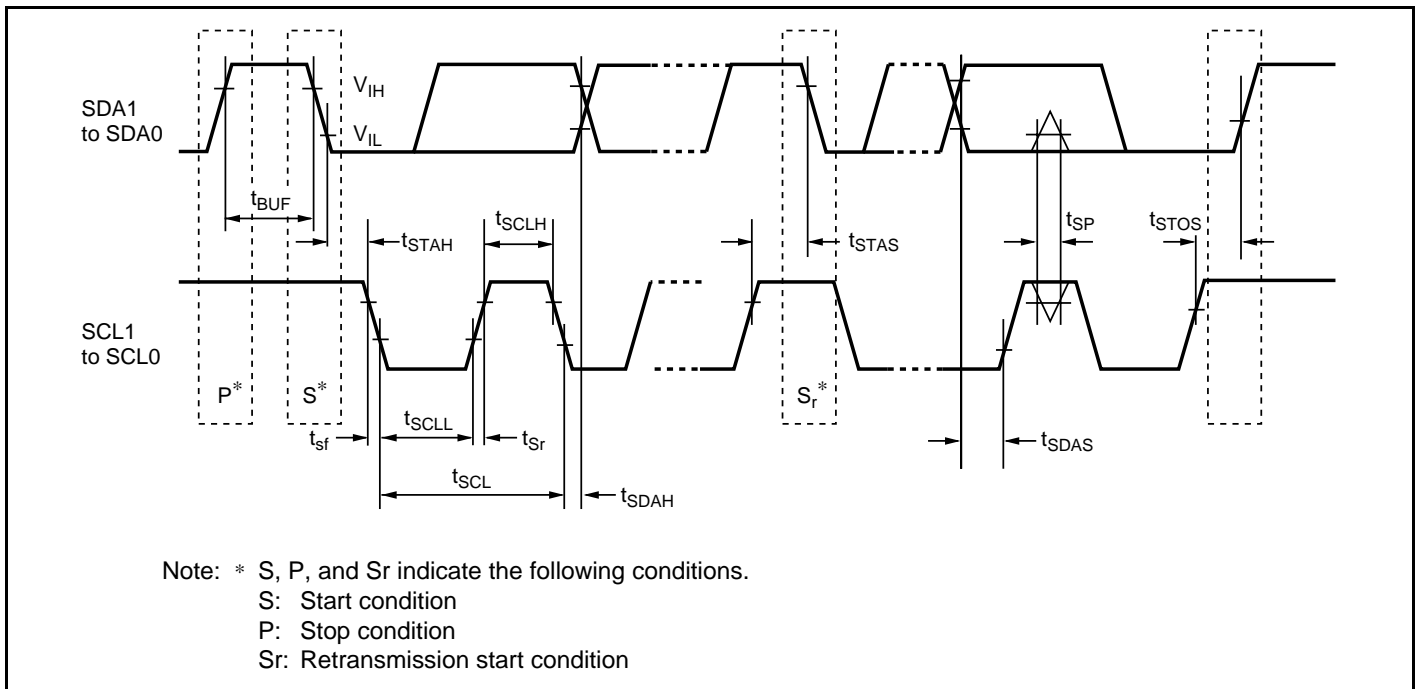 SDA1
to SDA0
VIH
VIL
tBUF
tSTAH
tSCLH
tSTAS
tSP
tSTOS
SCL1
to SCL0
P*
S*
Sr*
tsf
tSCLL
tSr
tSCL
tSDAH
tSDAS
Note: * S, P, and Sr indicate the following conditions.
S: Start condition
P: Stop condition
Sr: Retransmission start condition